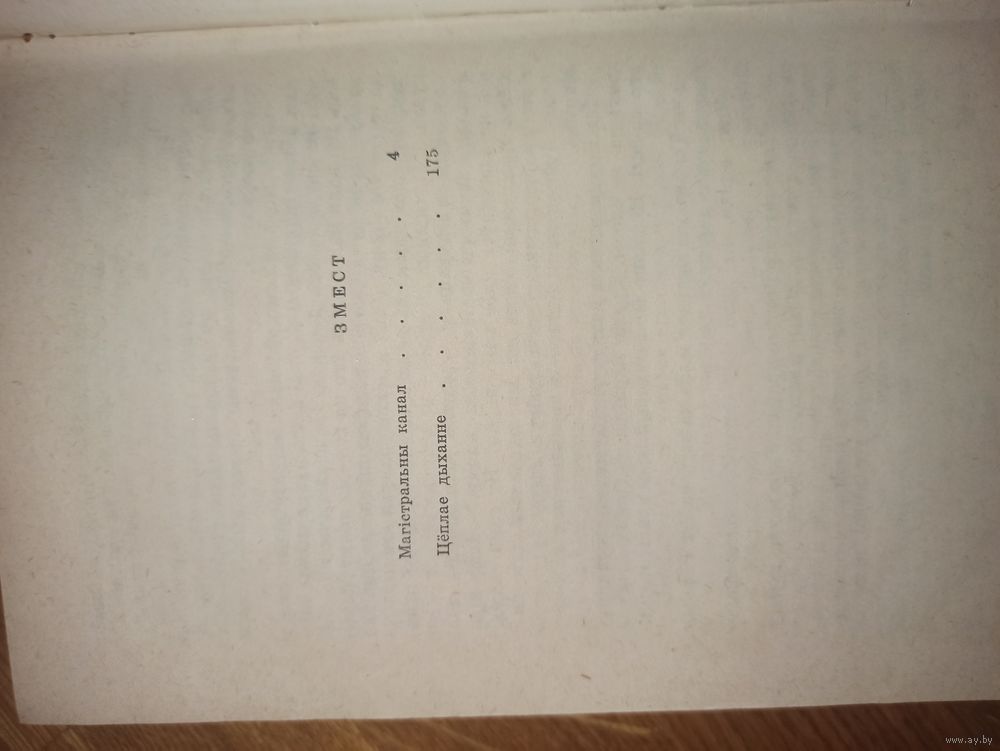 ЗМЕСТ
Магістральны канал . . . . . 4
Цёплае дыханне . . . . . . 175
www.ay.by